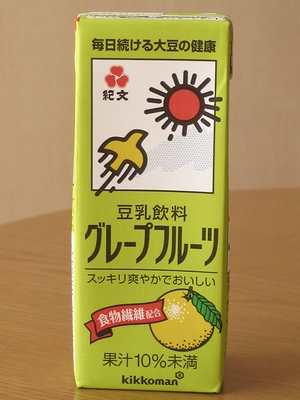 毎日続ける大豆の健康
紀文
豆乳飲料
グレープフルーツ
スッキリ爽やかでおいしい
食物繊維配合
果汁10%未満
kikkoman®